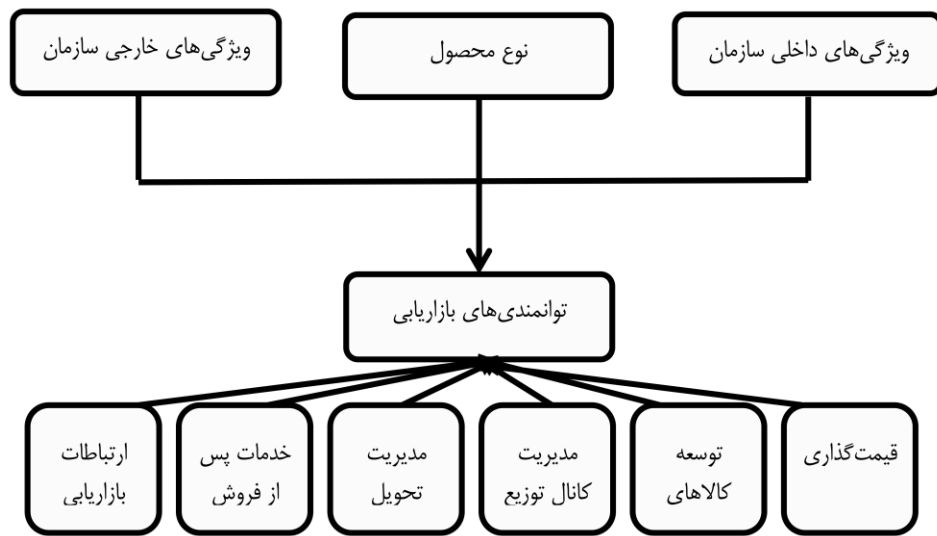 ویژگی‌های داخلی سازمان
نوع محصول
ویژگی‌های خارجی سازمان
توانمندی‌های بازاریابی
قیمت‌گذاری
توسعه
کالاهای
مدیریت
کانال توزیع
مدیریت
تحویل
خدمات پس
از فروش
ارتباطات
بازاریابی